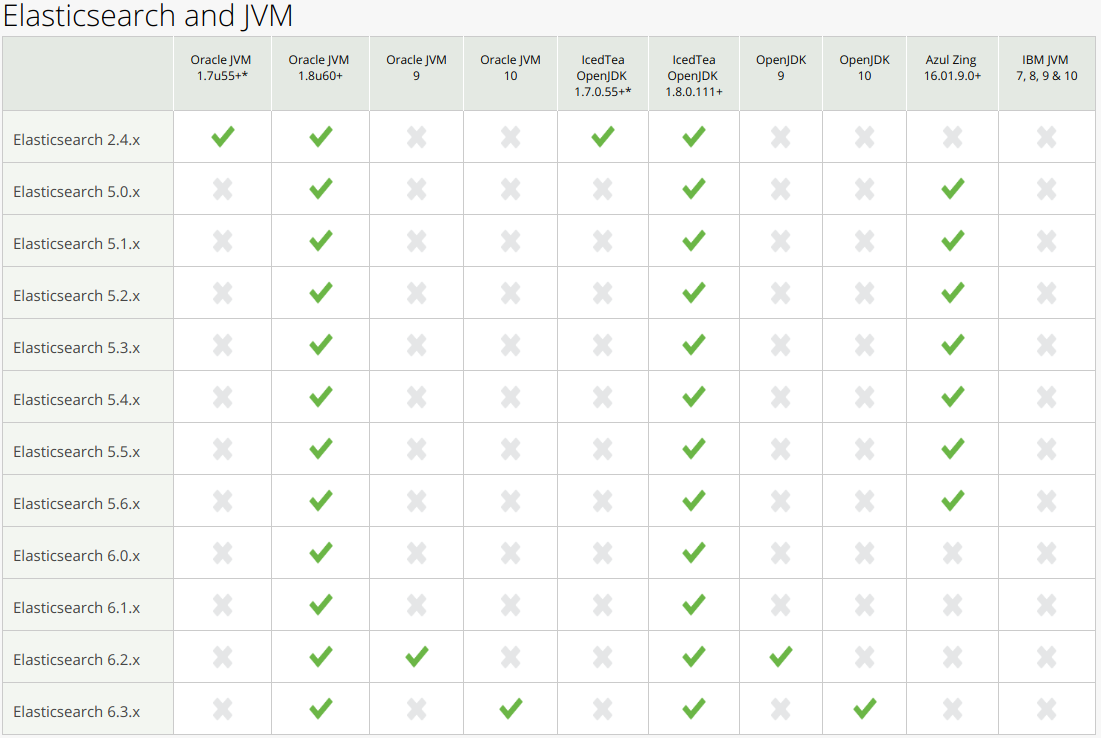 Elasticsearch and JVM
Oracle JVM 1.7u55+* Oracle JVM 1.8u60+ Oracle JVM 9 Oracle JVM 10 IcedTea OpenJDK 1.7.0.55+* IcedTea OpenJDK 1.8.0.111+ OpenJDK 9 OpenJDK 10 Azul Zing 16.01.9.0+ IBM JVM 7, 8, 9 & 10
Elasticsearch 2.4.x
Elasticsearch 5.0.x
Elasticsearch 5.1.x
Elasticsearch 5.2.x
Elasticsearch 5.3.x
Elasticsearch 5.4.x
Elasticsearch 5.5.x
Elasticsearch 5.6.x
Elasticsearch 6.0.x
Elasticsearch 6.1.x
Elasticsearch 6.2.x
Elasticsearch 6.3.x